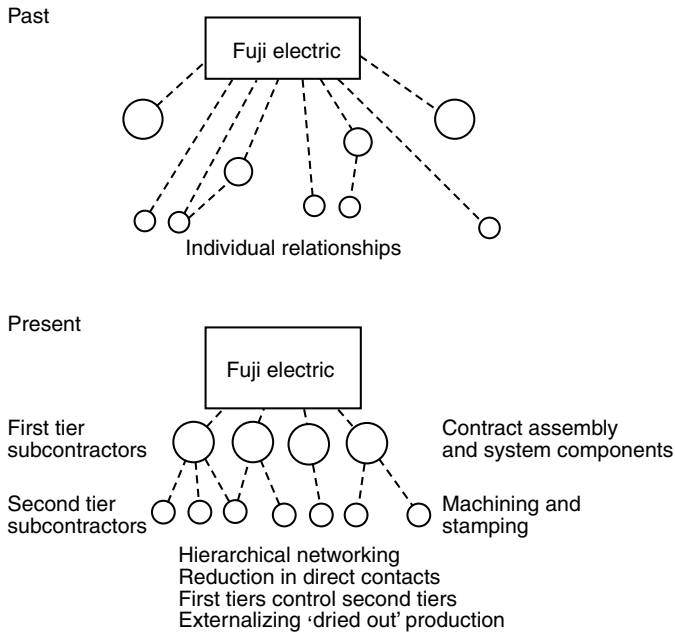 Past
Fuji electric
Individual relationships
Present
Fuji electric
First tier
subcontractors
Contract assembly
and system components
Second tier
subcontractors
Machining and
stamping
Hierarchical networking
Reduction in direct contacts
First tiers control second tiers
Externalizing ‘dried out’ production